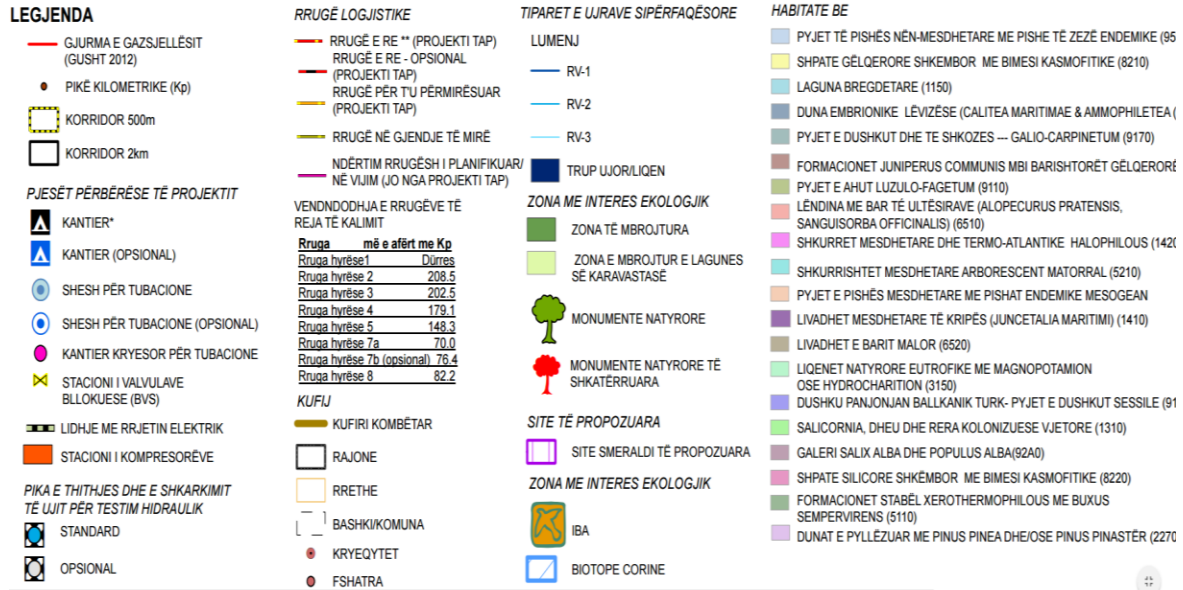 LEGJENDA
GJURMA E GAZSJELLËSIT
(GUSHT 2012)
PIKË KILOMETRIKE (Kp)
KORRIDOR 500m
KORRIDOR 2km
PJESËT PËRBËRËSE TË PROJEKTIT
KANTIER*
KANTIER (OPSIONAL)
SHESH PËR TUBACIONE
SHESH PËR TUBACIONE (OPSIONAL)
KANTIER KRYESOR PËR TUBACIONE
STACIONI I VALVULAVE
BLLOKUESE (BVS)
LIDHJE ME RRJETIN ELEKTRIK
STACIONI I KOMPRESORËVE
PIKA E THITHJES DHE E SHKARKIMIT
TË UJIT PËR TESTIM HIDRAULIK
STANDARD
OPSIONAL
RRUGË LOGJISTIKE
RRUGË E RE ** (PROJEKTI TAP)
RRUGË E RE - OPSIONAL
(PROJEKTI TAP)
RRUGË PËR T'U PËRMIRËSUAR
(PROJEKTI TAP)
RRUGË NË GJENDJE TË MIRË
NDËRTIM RRUGËSH I PLANIFIKUAR/
NË VIJIM (JO NGA PROJEKTI TAP)
VENDNDODHJA E RRUGËVE TË
REJA TË KALIMIT
Rruga më e afërt me Kp
Rruga hyrëse1 Dürres
Rruga hyrëse 2 208.5
Rruga hyrëse 3 202.5
Rruga hyrëse 4 179.1
Rruga hyrëse 5 148.3
Rruga hyrëse 7a 70.0
Rruga hyrëse 7b (opsional) 76.4
Rruga hyrëse 8 82.2
KUFIJ
KUFIRI KOMBËTAR
RAJONE
RRETHE
BASHKI/KOMUNA
KRYEQYTET
FSHATRA
TIPARET E UJRAVE SIPËRFAQËSORE
LUMENJ
RV-1
RV-2
RV-3
TRUP UJOR/LIQEN
ZONA ME INTERES EKOLOGJIK
ZONA TË MBROJTURA
ZONA E MBROJTUR E LAGUNES
SË KARAVASTASË
MONUMENTE NATYRORE
MONUMENTE NATYRORE TË
SHKATËRRUARA
SITE TË PROPOZUARA
SITE SMERALDI TË PROPOZUARA
ZONA ME INTERES EKOLOGJIK
IBA
BIOTOPE CORINE
HABITATE BE
PYJET TË PISHËS NËN-MESDHETARE ME PISHE TË ZEZË ENDEMIKE (95
SHPATE GËLQERORE SHKEMBOR ME BIMESI KASMOFITIKE (8210)
LAGUNA BREGDETARE (1150)
DUNA EMBRIONIKE LËVIZËSE (CALITEA MARITIMAE & AMMOPHILETEA (
PYJET E DUSHKUT DHE TE SHKOZES --- GALIO-CARPINETUM (9170)
FORMACIONET JUNIPERUS COMMUNIS MBI BARISHTORËT GËLQERORË
PYJET E AHUT LUZULO-FAGETUM (9110)
LËNDINA ME BAR TË ULTËSIRAVE (ALOPECURUS PRATENSIS,
SANGUISORBA OFFICINALIS) (6510)
SHKURRET MESDHETARE DHE TERMO-ATLANTIKE HALOPHILOUS (1420
SHKURRISHTET MESDHETARE ARBORESCENT MATORRAL (5210)
PYJET E PISHËS MESDHETARE ME PISHAT ENDEMIKE MESOGEAN
LIVADHET MESDHETARE TË KRIPËS (JUNCETALIA MARITIMI) (1410)
LIVADHET E BARIT MALOR (6520)
LIQENET NATYRORE EUTROFIKE ME MAGNOPOTAMION
OSE HYDROCHARITION (3150)
DUSHKU PANJONJAN BALLKANIK TURK- PYJET E DUSHKUT SESSILE (91
SALICORNIA, DHEU DHE RERA KOLONIZUESE VJETORE (1310)
GALERI SALIX ALBA DHE POPULUS ALBA(92A0)
SHPATE SILICORE SHKËMBOR ME BIMESI KASMOFITIKE (8220)
FORMACIONET STABËL XEROTHERMOPHILOUS ME BUXUS
SEMPERVIRENS (5110)
DUNAT E PYLLËZUAR ME PINUS PINEA DHE/OSE PINUS PINASTËR (2270